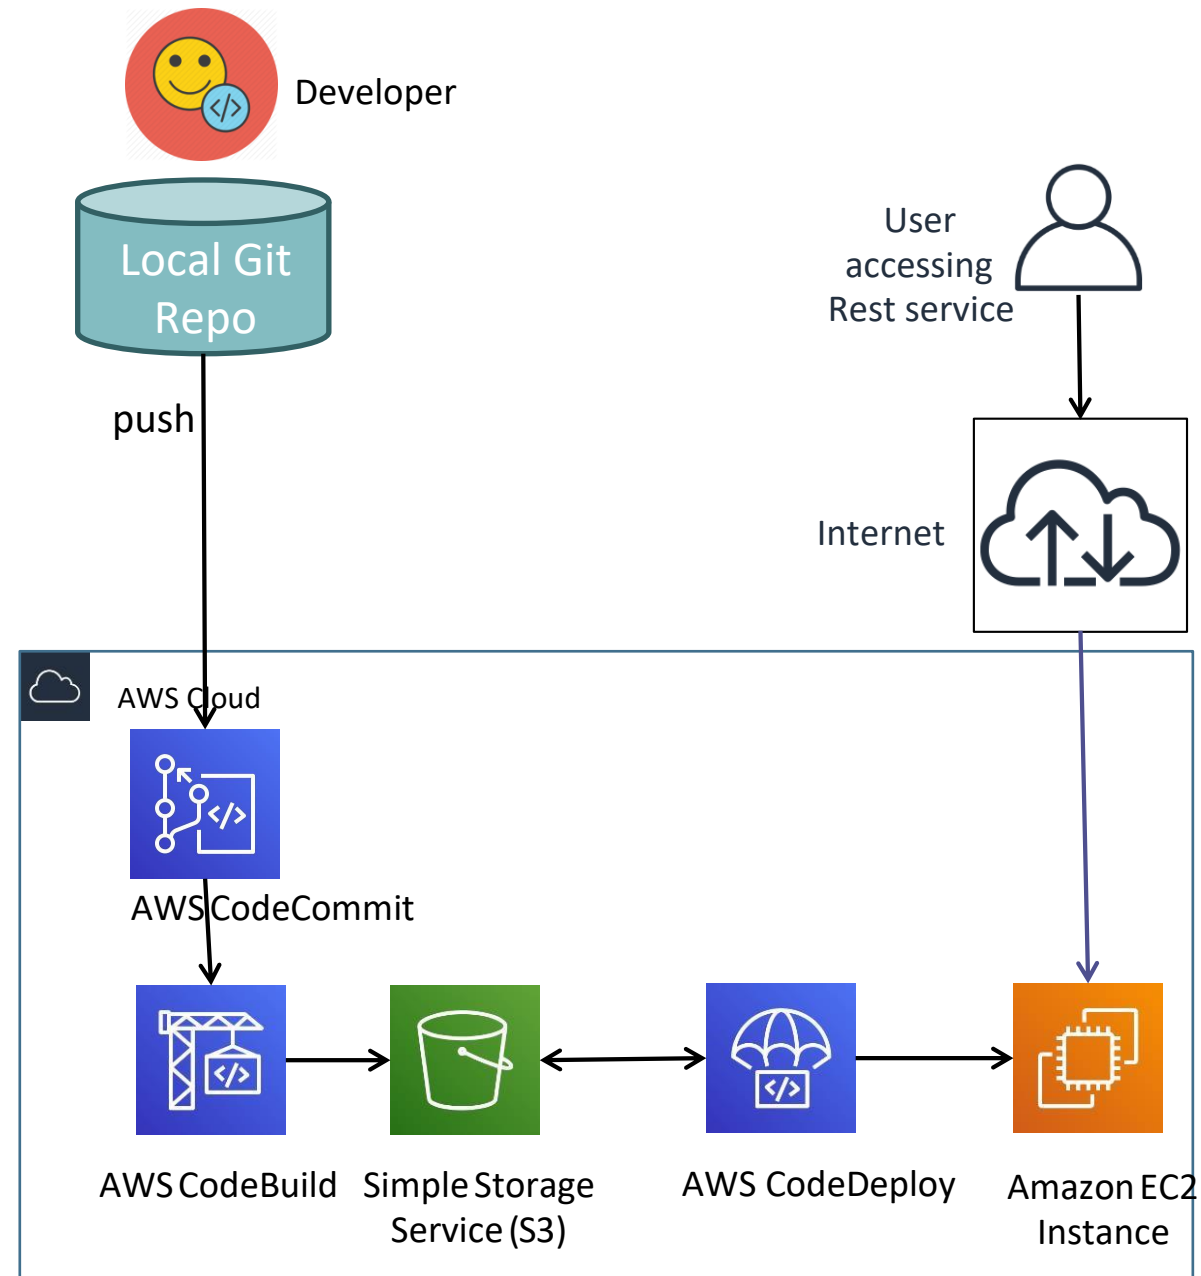 Developer
Local Git
Repo
push
User
accessing
Rest service
Internet
AWS Cloud
</>
</>
AWS CodeCommit
</>
</>
AWS CodeBuild
Simple Storage
Service (S3)
AWS CodeDeploy
Amazon EC2
Instance